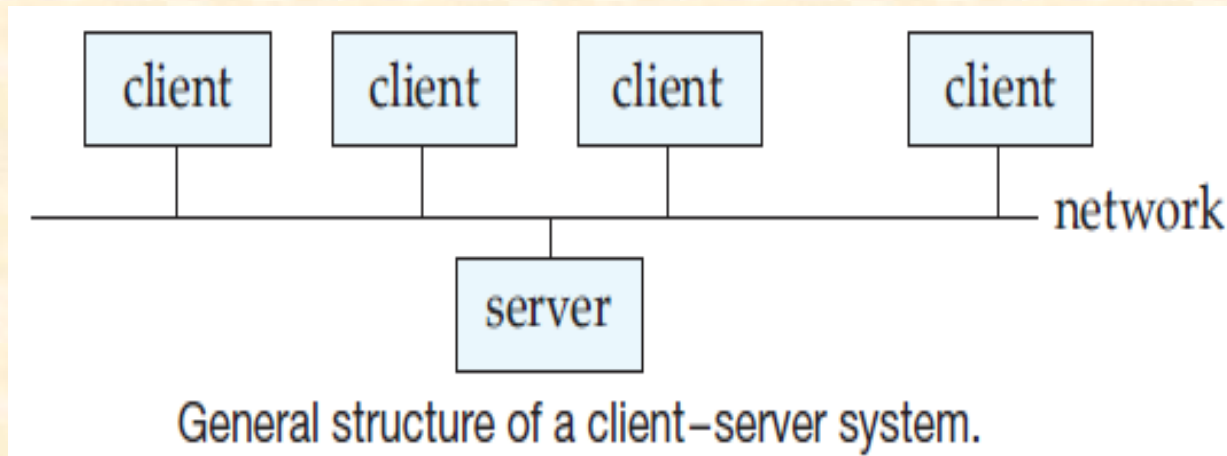 client client client client
network
server
General structure of a client–server system.